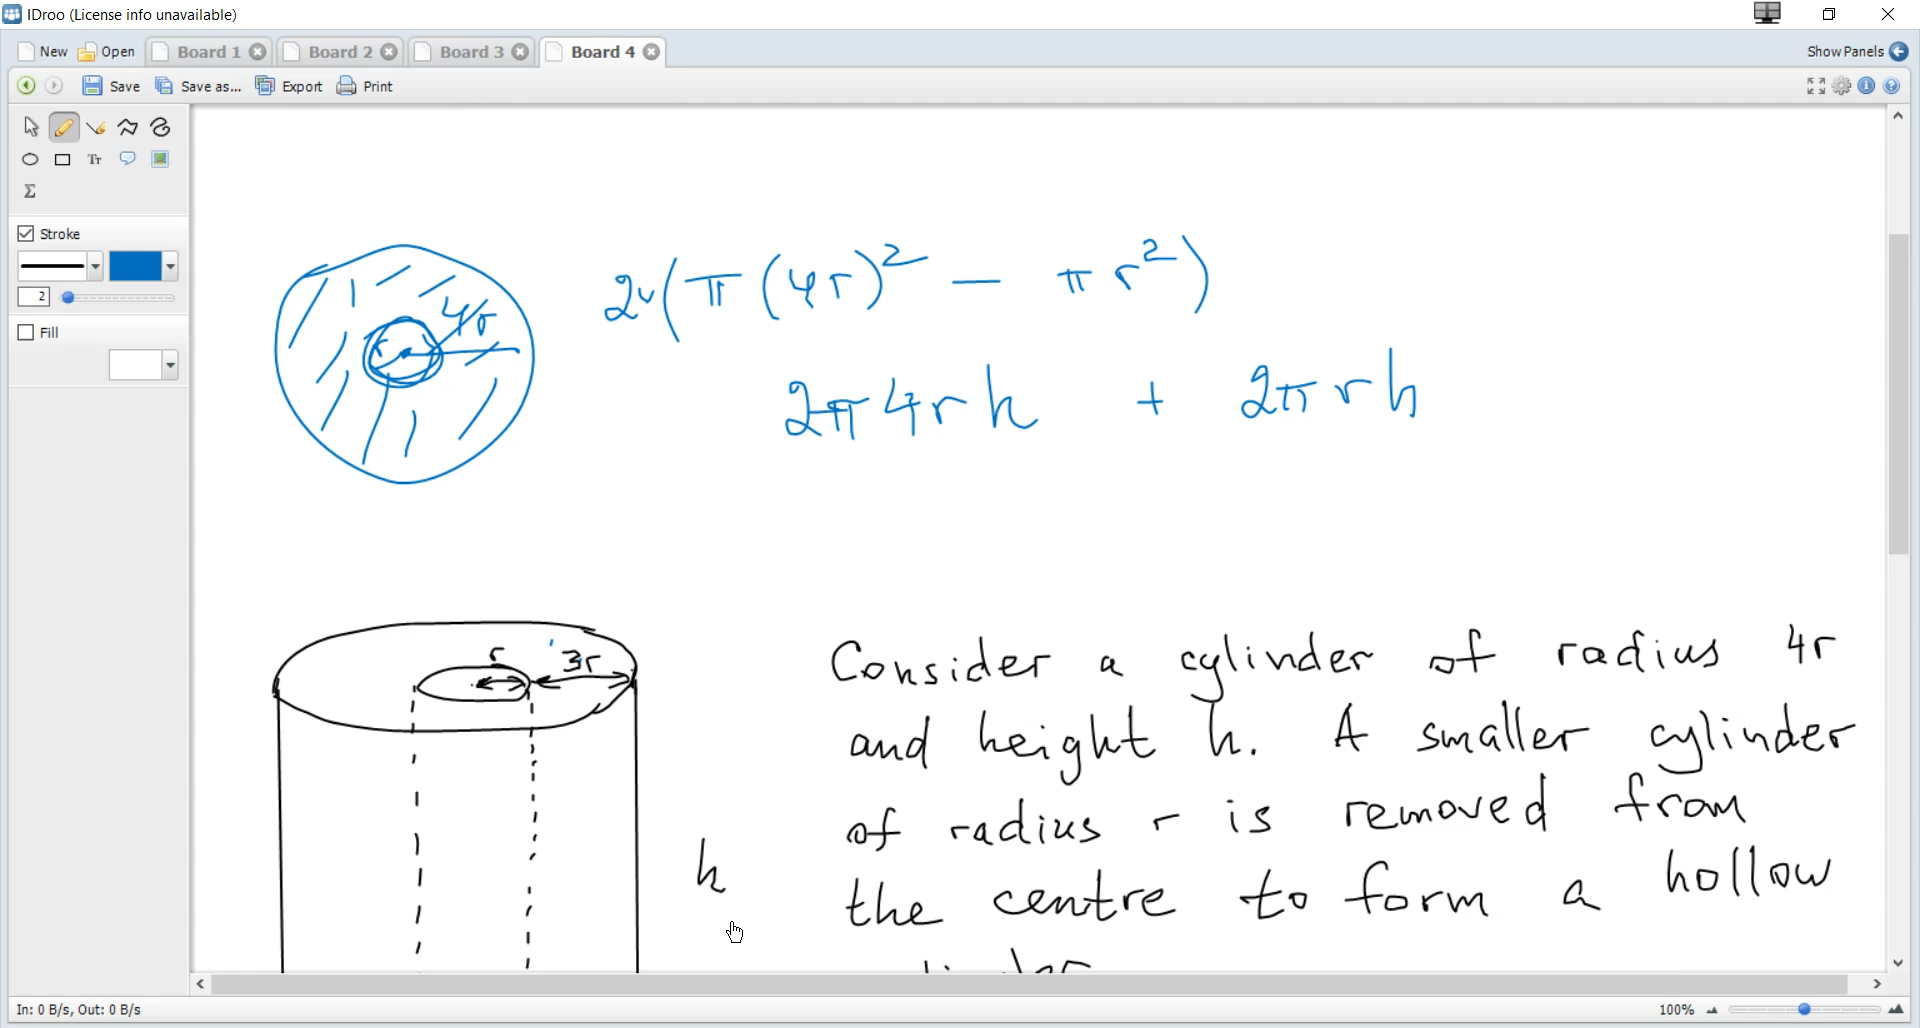 IDroo (License info unavailable)
New Open Board 1 Board 2 Board 3 Board 4 Show Panels
Save Save as... Export Print
Tt
Σ
Stroke
2
Fill
4r
r
2×(π(4r)² − πr²)
2π4rh + 2πrh
r 3r
h
Consider a cylinder of radius 4r
and height h. A smaller cylinder
of radius r is removed from
the centre to form a hollow
In: 0 B/s, Out: 0 B/s 100%